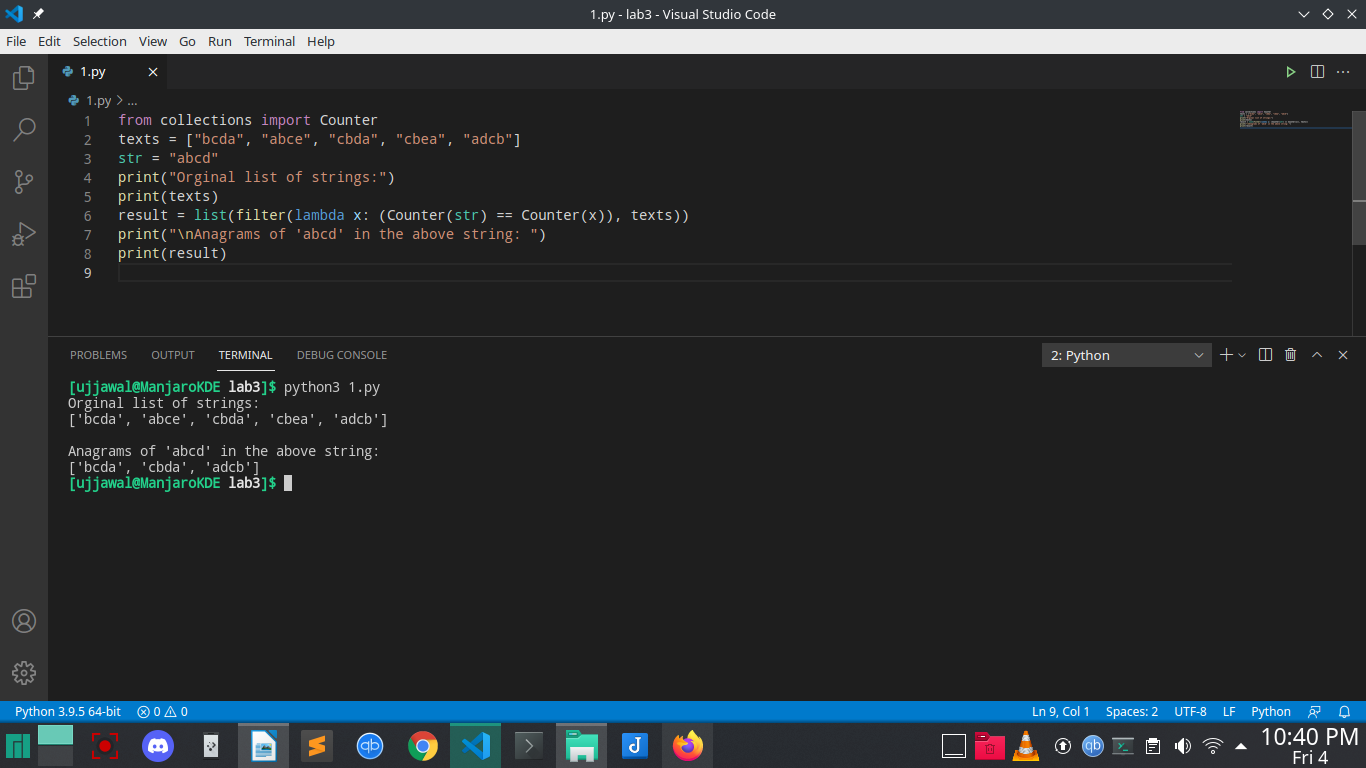 1.py - lab3 - Visual Studio Code
File Edit Selection View Go Run Terminal Help
1.py
1.py > ...
1 from collections import Counter
2 texts = ["bcda", "abce", "cbda", "cbea", "adcb"]
3 str = "abcd"
4 print("Orginal list of strings:")
5 print(texts)
6 result = list(filter(lambda x: (Counter(str) == Counter(x)), texts))
7 print("\nAnagrams of 'abcd' in the above string: ")
8 print(result)
9
PROBLEMS OUTPUT TERMINAL DEBUG CONSOLE 2: Python
[ujjawal@ManjaroKDE lab3]$ python3 1.py
Orginal list of strings:
['bcda', 'abce', 'cbda', 'cbea', 'adcb']
Anagrams of 'abcd' in the above string:
['bcda', 'cbda', 'adcb']
[ujjawal@ManjaroKDE lab3]$
Python 3.9.5 64-bit 0 0 Ln 9, Col 1 Spaces: 2 UTF-8 LF Python
qb qb 10:40 PM
Fri 4